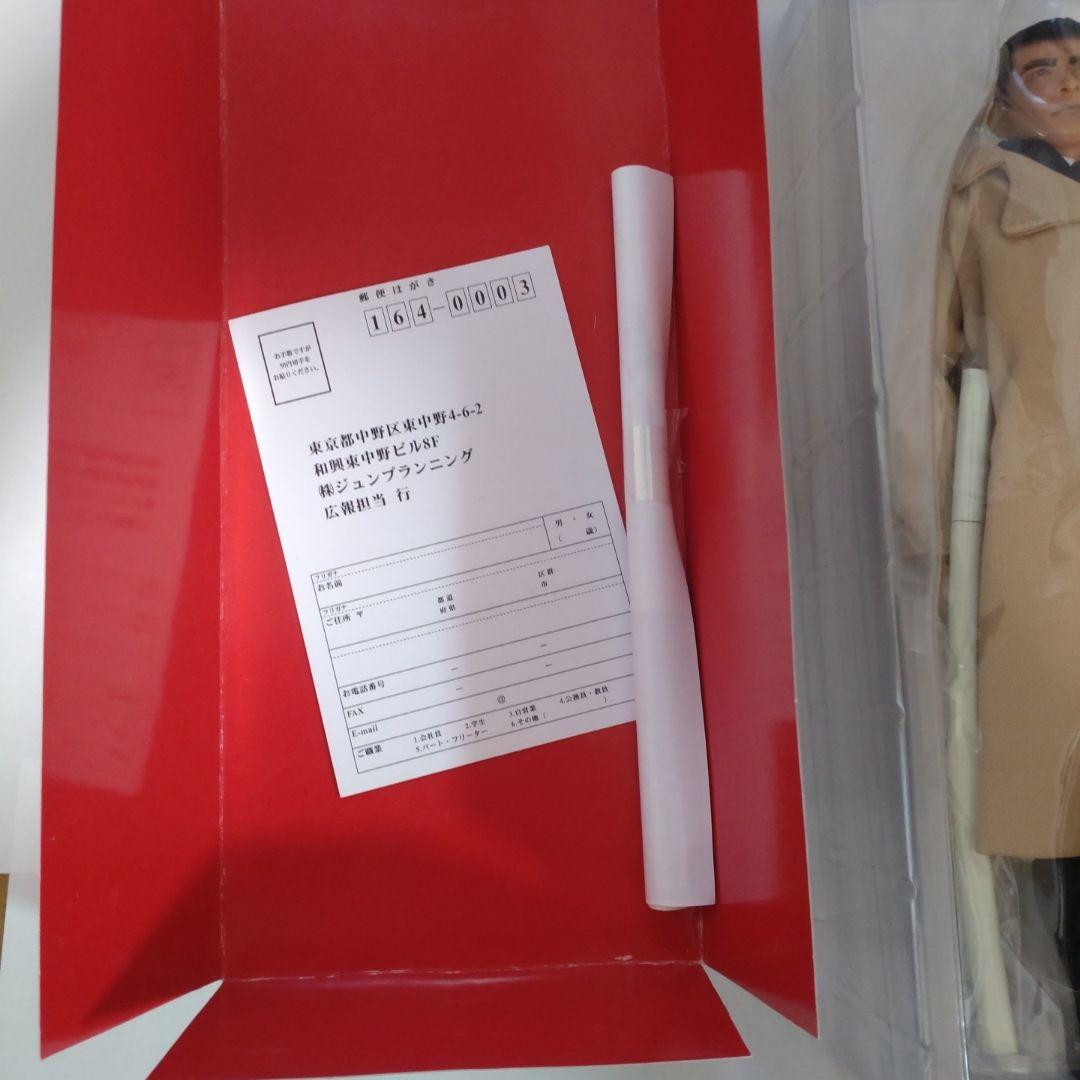 郵便はがき
164-0003
お手数ですが
50円切手を
お貼りください。
東京都中野区東中野4-6-2
和興東中野ビル8F
㈱ジュンプランニング
広報担当 行
フリガナ
お名前
男・女
（ 歳）
フリガナ
ご住所 〒
都道
府県
区郡
市
お電話番号 － －
FAX － －
E-mail @
ご職業 1.会社員 2.学生 3.自営業 4.公務員・教員
5.パート・フリーター 6.その他（ ）